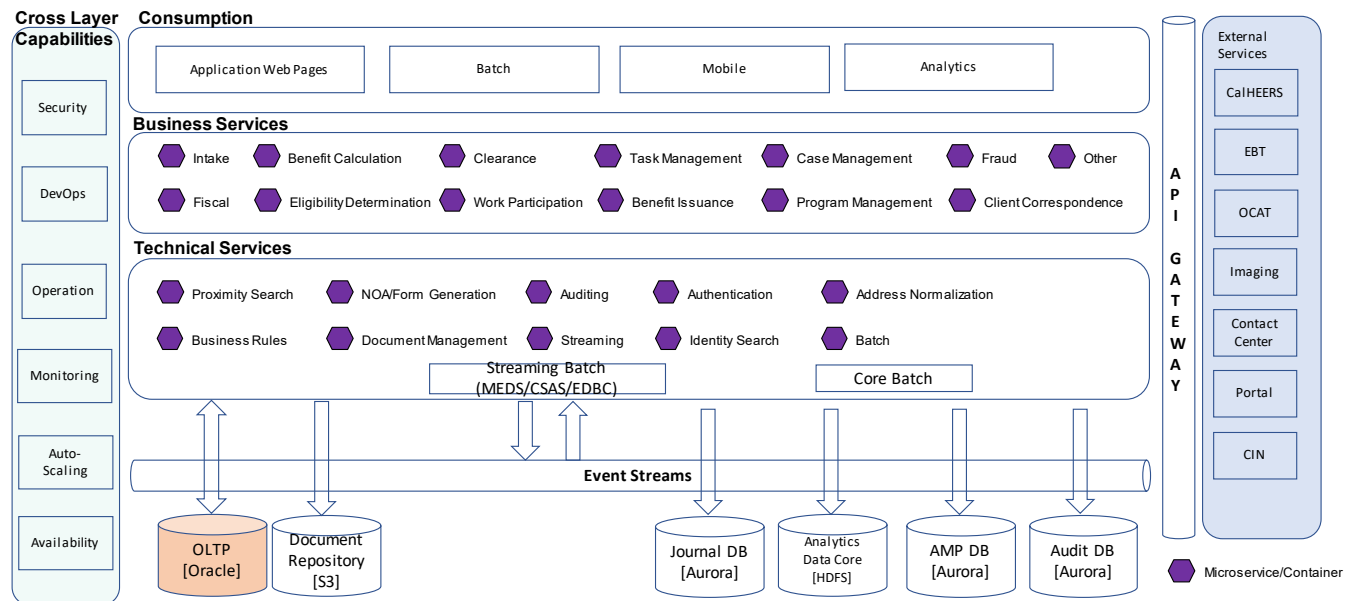 Cross Layer
Capabilities
Security
DevOps
Operation
Monitoring
Auto-
Scaling
Availability
Consumption
Application Web Pages
Batch
Mobile
Analytics
Business Services
Intake
Benefit Calculation
Clearance
Task Management
Case Management
Fraud
Other
Fiscal
Eligibility Determination
Work Participation
Benefit Issuance
Program Management
Client Correspondence
Technical Services
Proximity Search
NOA/Form Generation
Auditing
Authentication
Address Normalization
Business Rules
Document Management
Streaming
Identity Search
Batch
Streaming Batch
(MEDS/CSAS/EDBC)
Core Batch
Event Streams
OLTP
[Oracle]
Document
Repository
[S3]
Journal DB
[Aurora]
Analytics
Data Core
[HDFS]
AMP DB
[Aurora]
Audit DB
[Aurora]
API GATEWAY
External
Services
CalHEERS
EBT
OCAT
Imaging
Contact
Center
Portal
CIN
Microservice/Container